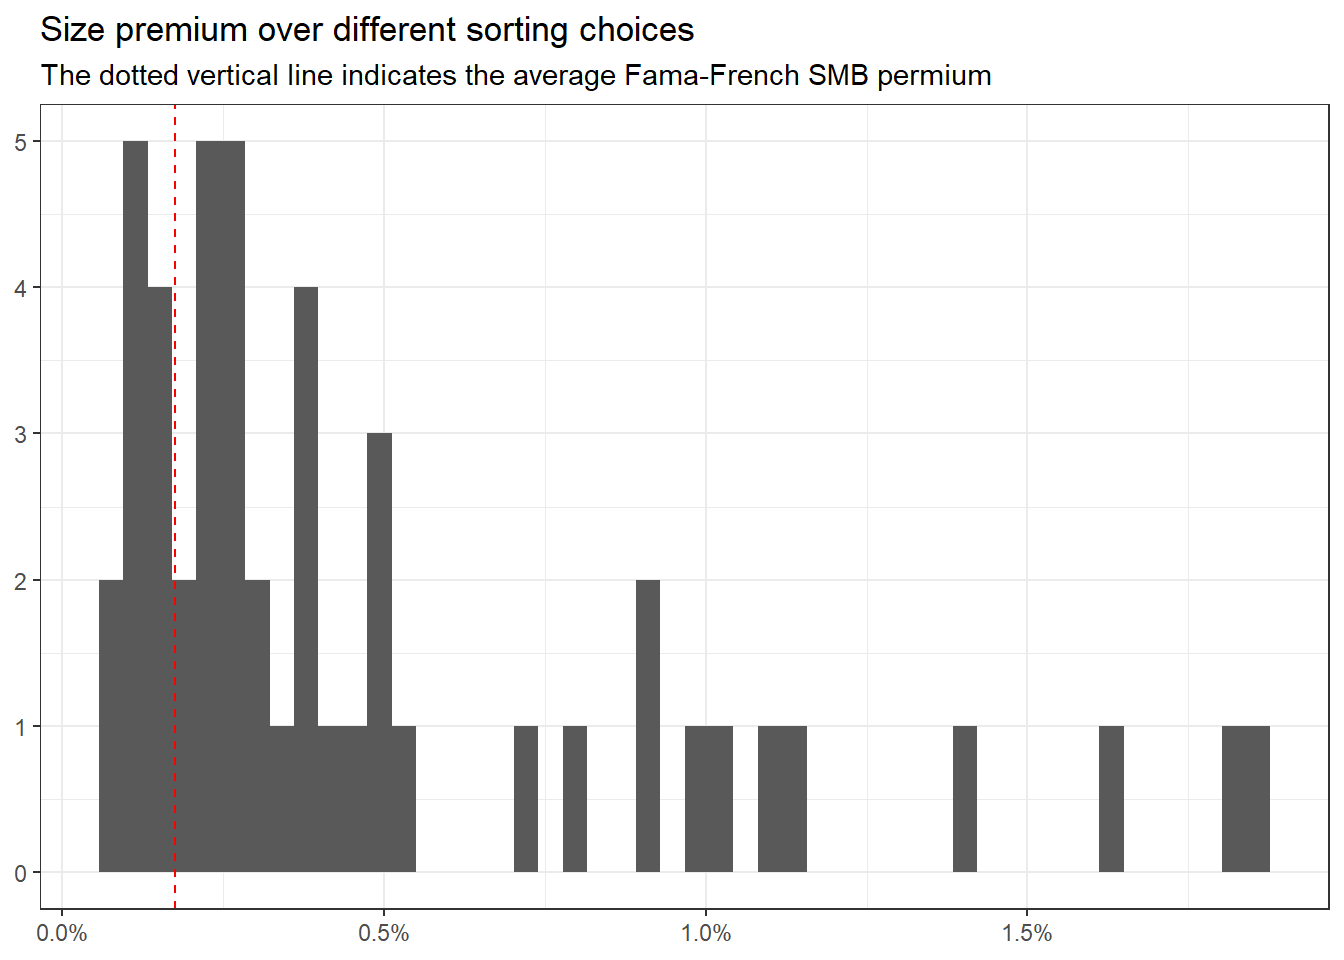 Size premium over different sorting choices
The dotted vertical line indicates the average Fama-French SMB permium
5
4
3
2
1
0
0.0% 0.5% 1.0% 1.5%